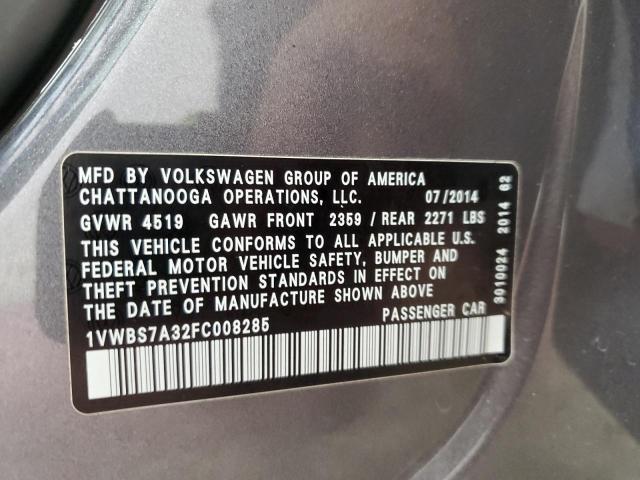 MFD BY VOLKSWAGEN GROUP OF AMERICA
CHATTANOOGA OPERATIONS, LLC. 07/2014
GVWR 4519 GAWR FRONT 2359 / REAR 2271 LBS
THIS VEHICLE CONFORMS TO ALL APPLICABLE U.S.
FEDERAL MOTOR VEHICLE SAFETY, BUMPER AND
THEFT PREVENTION STANDARDS IN EFFECT ON
THE DATE OF MANUFACTURE SHOWN ABOVE
1VWBS7A32FC008285 PASSENGER CAR
3010024 2014 02